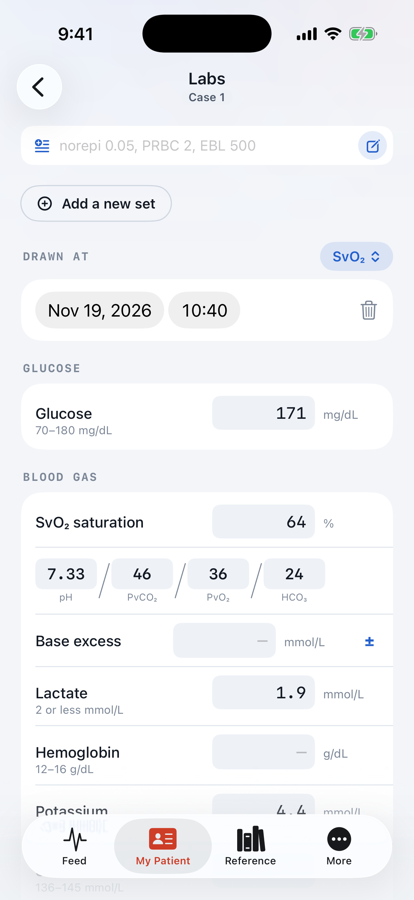 9:41
Labs
Case 1
norepi 0.05, PRBC 2, EBL 500
Add a new set
DRAWN AT
SvO₂
Nov 19, 2026 10:40
GLUCOSE
Glucose 171 mg/dL
70–180 mg/dL
BLOOD GAS
SvO₂ saturation 64 %
7.33 / 46 / 36 / 24
pH PvCO₂ PvO₂ HCO₃
Base excess — mmol/L ±
Lactate 1.9 mmol/L
2 or less mmol/L
Hemoglobin — g/dL
12–16 g/dL
Potassium 4.4 mmol/L
Feed My Patient Reference More
136–145 mmol/L